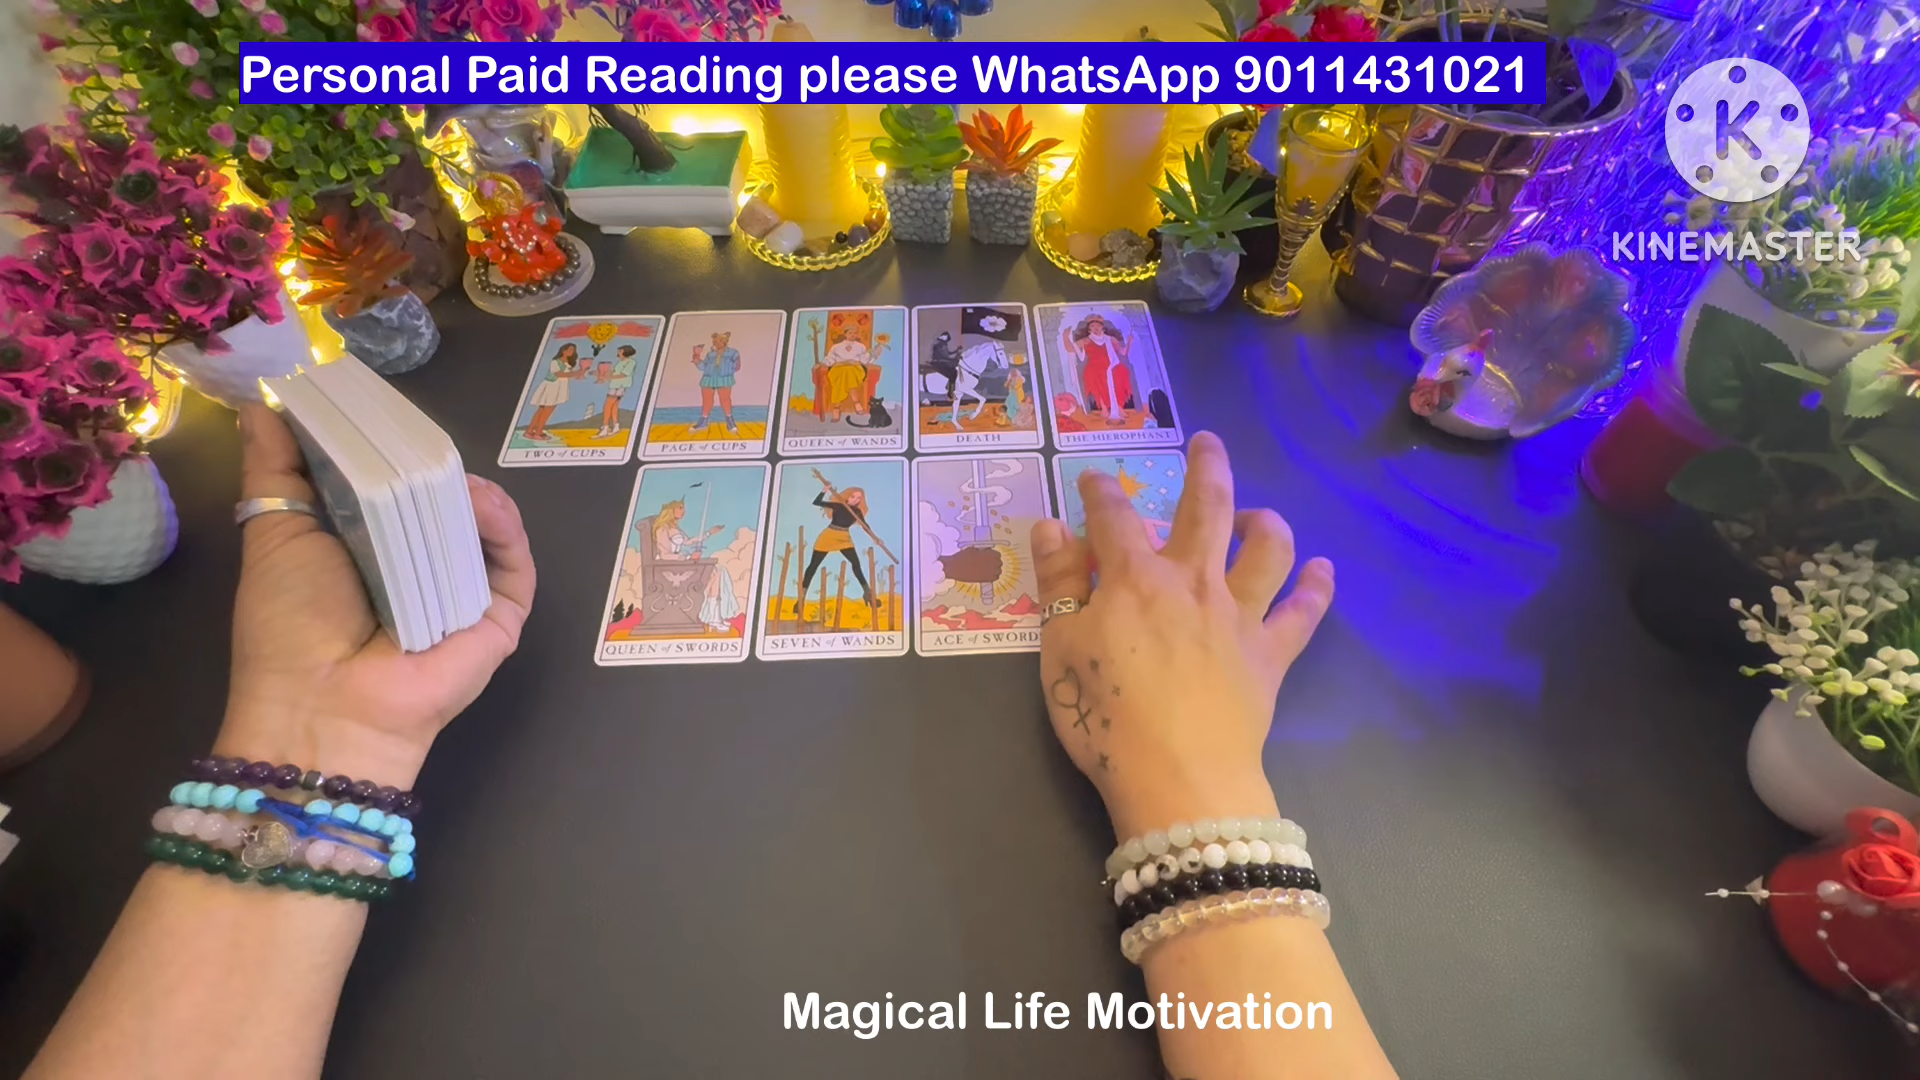 Personal Paid Reading please WhatsApp 9011431021
K
KINEMASTER
TWO of CUPS
PAGE of CUPS
QUEEN of WANDS
DEATH
THE HIEROPHANT
QUEEN of SWORDS
SEVEN of WANDS
ACE of SWORDS
Magical Life Motivation